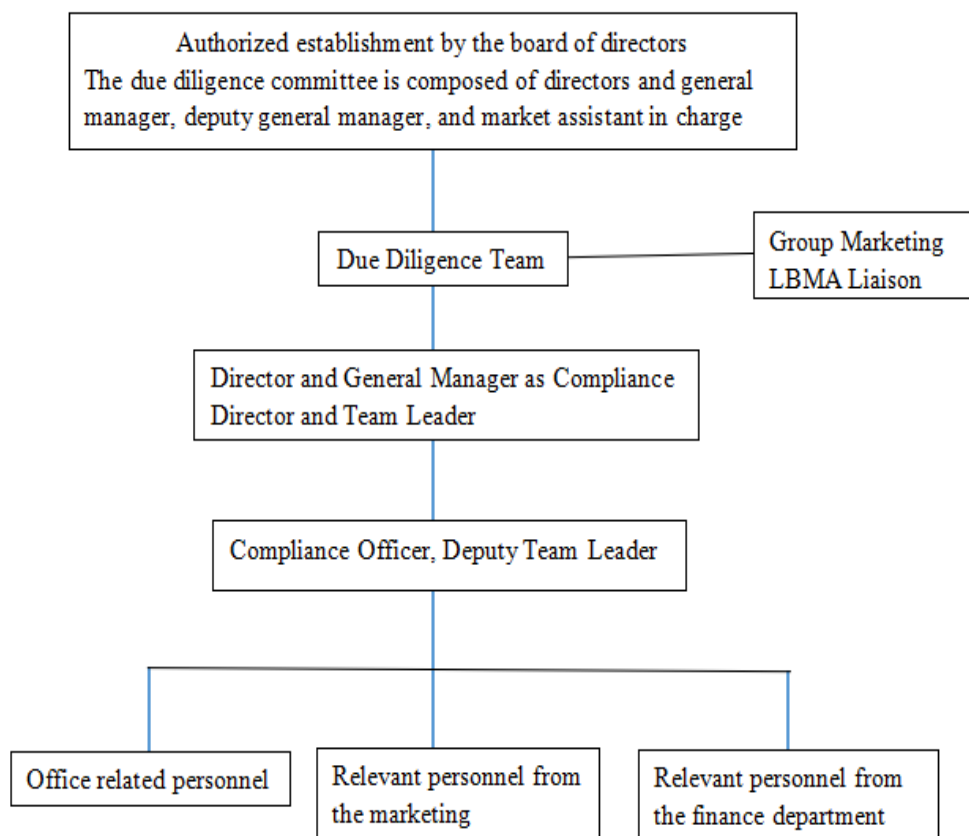 Authorized establishment by the board of directors
The due diligence committee is composed of directors and general
manager, deputy general manager, and market assistant in charge
Due Diligence Team
Group Marketing
LBMA Liaison
Director and General Manager as Compliance
Director and Team Leader
Compliance Officer, Deputy Team Leader
Office related personnel
Relevant personnel from
the marketing
Relevant personnel from
the finance department